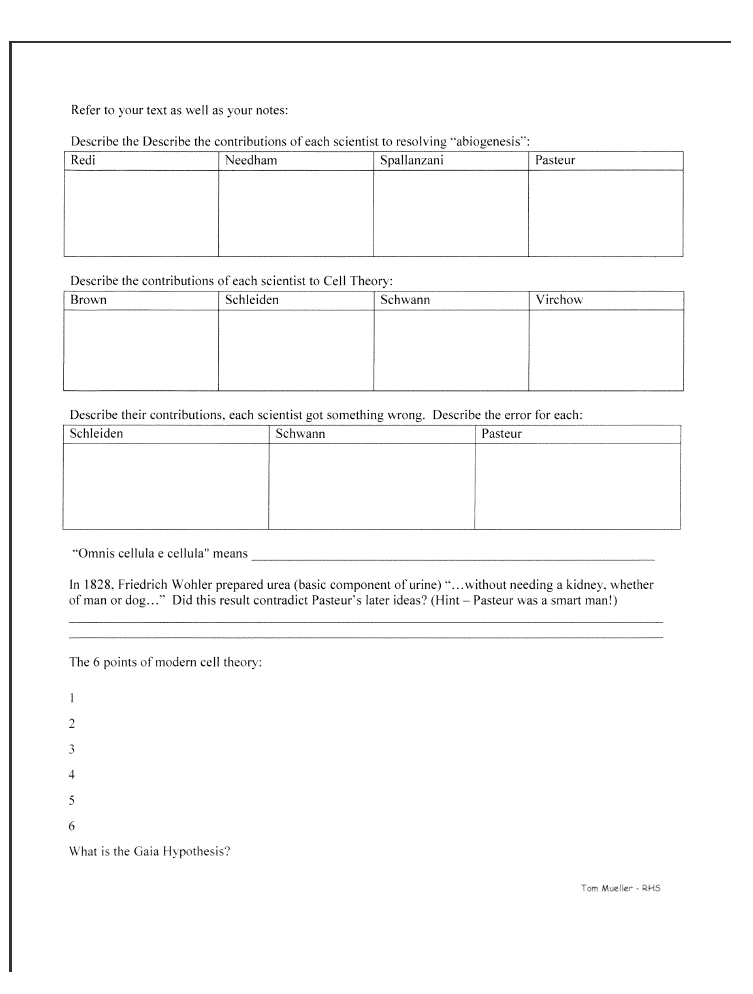 Refer to your text as well as your notes:
Describe the Describe the contributions of each scientist to resolving “abiogenesis”:
Redi Needham Spallanzani Pasteur
Describe the contributions of each scientist to Cell Theory:
Brown Schleiden Schwann Virchow
Describe their contributions, each scientist got something wrong. Describe the error for each:
Schleiden Schwann Pasteur
“Omnis cellula e cellula" means
In 1828, Friedrich Wohler prepared urea (basic component of urine) “…without needing a kidney, whether
of man or dog…” Did this result contradict Pasteur’s later ideas? (Hint – Pasteur was a smart man!)
The 6 points of modern cell theory:
1
2
3
4
5
6
What is the Gaia Hypothesis?
Tom Mueller - RHS